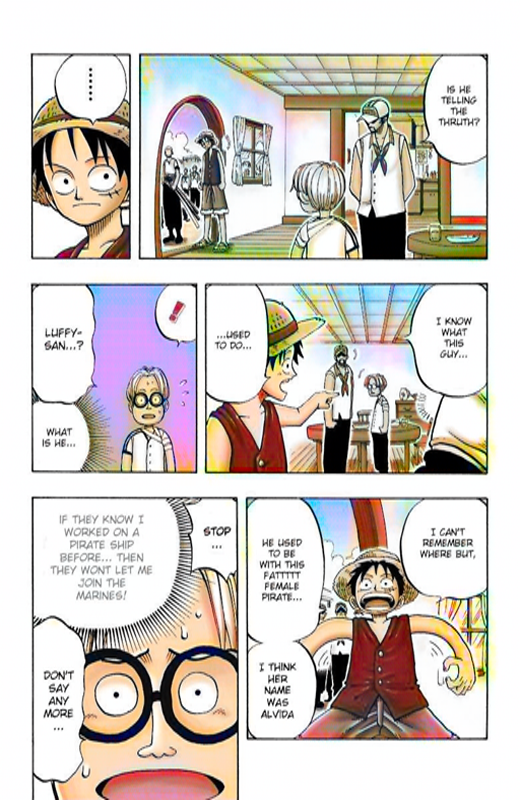 IS HE
TELLING
THE
THRUTH?
......
I KNOW
WHAT
THIS
GUY...
...USED
TO DO...
!
LUFFY-
SAN...?
WHAT
IS HE...
I CAN'T
REMEMBER
WHERE BUT,
HE USED
TO BE
WITH THIS
FATTTTT
FEMALE
PIRATE...
I THINK
HER
NAME
WAS
ALVIDA
STOP
...
IF THEY KNOW I
WORKED ON A
PIRATE SHIP
BEFORE... THEN
THEY WONT LET ME
JOIN THE
MARINES!
DON'T
SAY
ANY
MORE
...